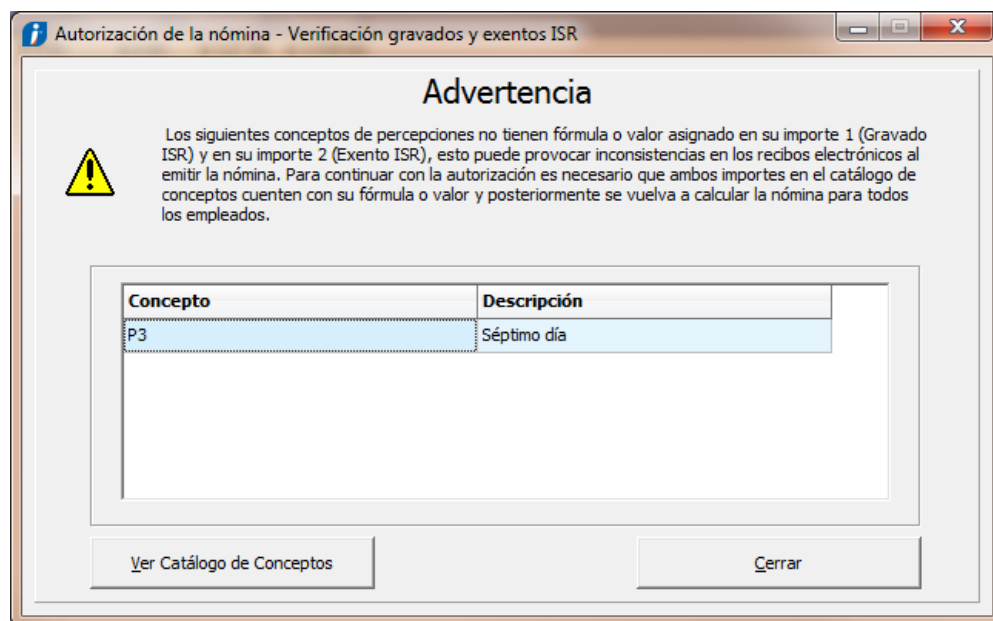 Autorización de la nómina - Verificación gravados y exentos ISR
Advertencia
Los siguientes conceptos de percepciones no tienen fórmula o valor asignado en su importe 1 (Gravado
ISR) y en su importe 2 (Exento ISR), esto puede provocar inconsistencias en los recibos electrónicos al
emitir la nómina. Para continuar con la autorización es necesario que ambos importes en el catálogo de
conceptos cuenten con su fórmula o valor y posteriormente se vuelva a calcular la nómina para todos
los empleados.
Concepto Descripción
P3 Séptimo día
Ver Catálogo de Conceptos Cerrar